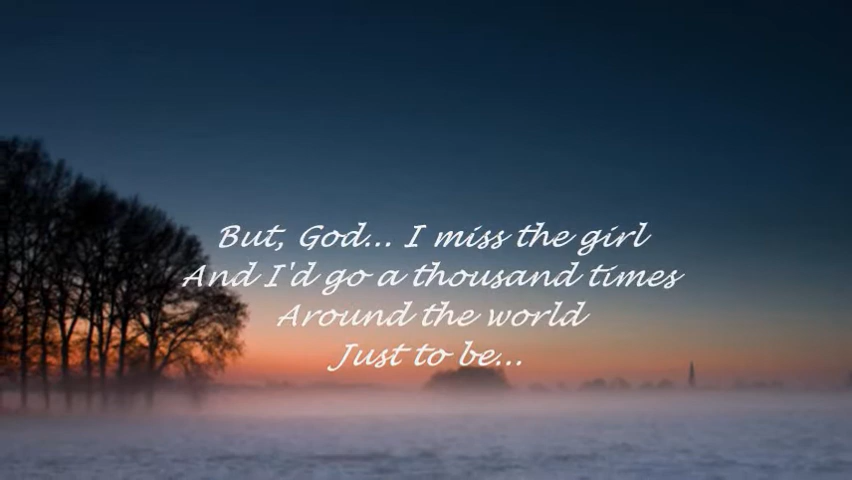 But, God... I miss the girl
And I'd go a thousand times
Around the world
Just to be...